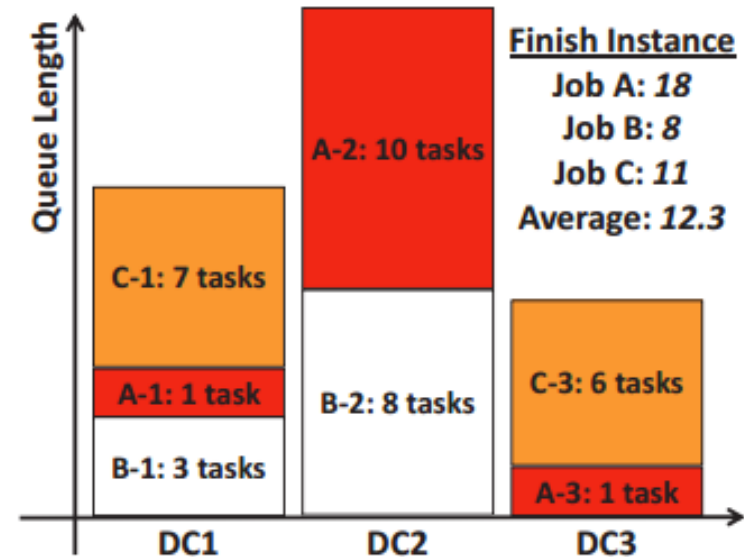 Queue Length
Finish Instance
Job A: 18
Job B: 8
Job C: 11
Average: 12.3
A-2: 10 tasks
C-1: 7 tasks
A-1: 1 task
B-1: 3 tasks
B-2: 8 tasks
C-3: 6 tasks
A-3: 1 task
DC1
DC2
DC3